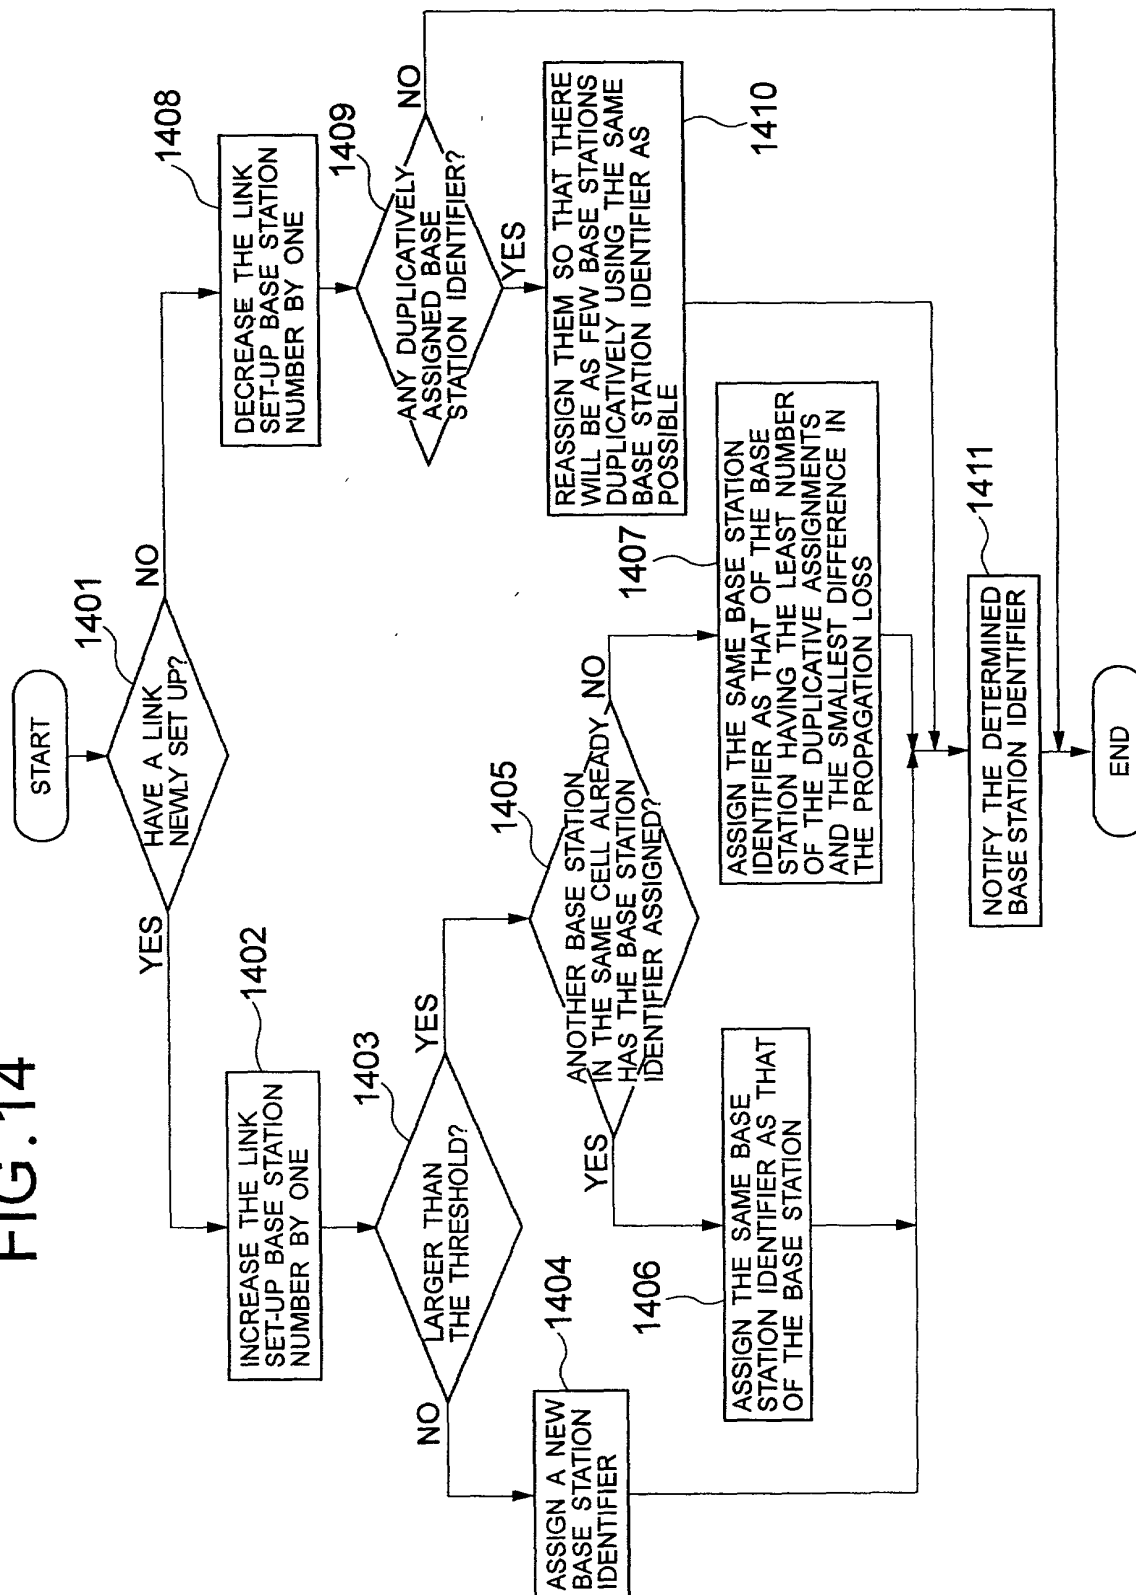 FIG.14
START
1401
HAVE A LINK
NEWLY SET UP?
YES
NO
1402
INCREASE THE LINK
SET-UP BASE STATION
NUMBER BY ONE
1403
LARGER THAN
THE THRESHOLD?
NO
YES
1404
ASSIGN A NEW
BASE STATION
IDENTIFIER
1405
ANOTHER BASE STATION
IN THE SAME CELL ALREADY
HAS THE BASE STATION
IDENTIFIER ASSIGNED?
YES
NO
1406
ASSIGN THE SAME BASE
STATION IDENTIFIER AS THAT
OF THE BASE STATION
1407
ASSIGN THE SAME BASE STATION
IDENTIFIER AS THAT OF THE BASE
STATION HAVING THE LEAST NUMBER
OF THE DUPLICATIVE ASSIGNMENTS
AND THE SMALLEST DIFFERENCE IN
THE PROPAGATION LOSS
1408
DECREASE THE LINK
SET-UP BASE STATION
NUMBER BY ONE
1409
ANY DUPLICATIVELY
ASSIGNED BASE
STATION IDENTIFIER?
NO
YES
REASSIGN THEM SO THAT THERE
WILL BE AS FEW BASE STATIONS
DUPLICATIVELY USING THE SAME
BASE STATION IDENTIFIER AS
POSSIBLE
1410
1411
NOTIFY THE DETERMINED
BASE STATION IDENTIFIER
END